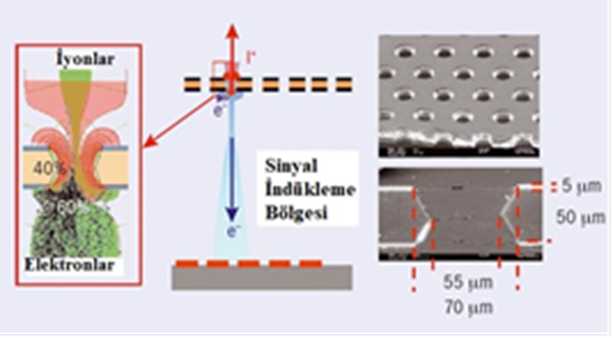 İyonlar
40%
60%
Elektronlar
I⁺
e⁻
e⁻
Sinyal
İndükleme
Bölgesi
5 μm
50 μm
55 μm
70 μm